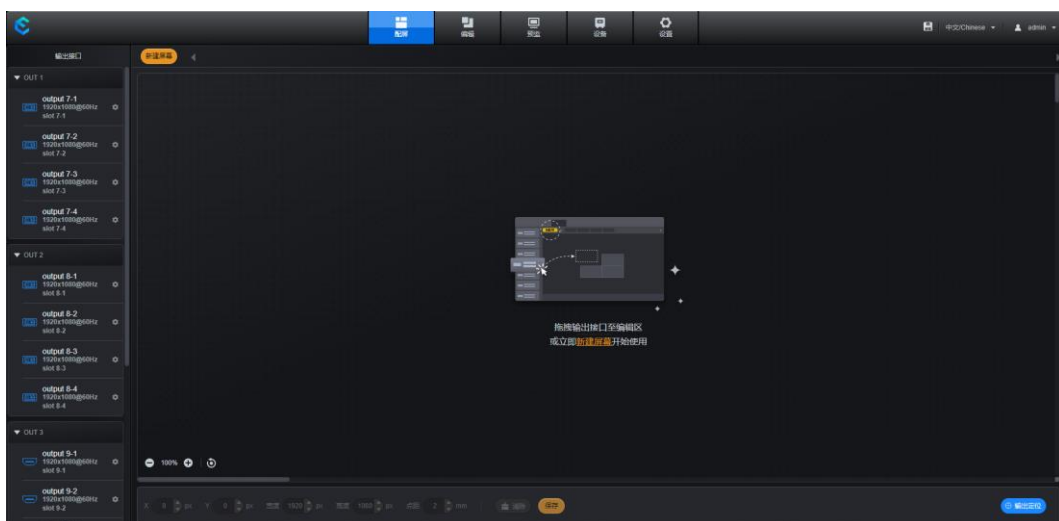 配屏
编辑
预监
设备
设置
中文/Chinese
admin
输出接口
新建屏幕
OUT 1
output 7-1
1920x1080@60Hz
slot 7-1
output 7-2
1920x1080@60Hz
slot 7-2
output 7-3
1920x1080@60Hz
slot 7-3
output 7-4
1920x1080@60Hz
slot 7-4
OUT 2
output 8-1
1920x1080@60Hz
slot 8-1
output 8-2
1920x1080@60Hz
slot 8-2
output 8-3
1920x1080@60Hz
slot 8-3
output 8-4
1920x1080@60Hz
slot 8-4
OUT 3
output 9-1
1920x1080@60Hz
slot 9-1
output 9-2
1920x1080@60Hz
slot 9-2
拖拽输出接口至编辑区
或立即新建屏幕开始使用
100%
X 0 px Y 0 px 宽度 1920 px 高度 1080 px 点距 2 mm 清除 保存
输出定位